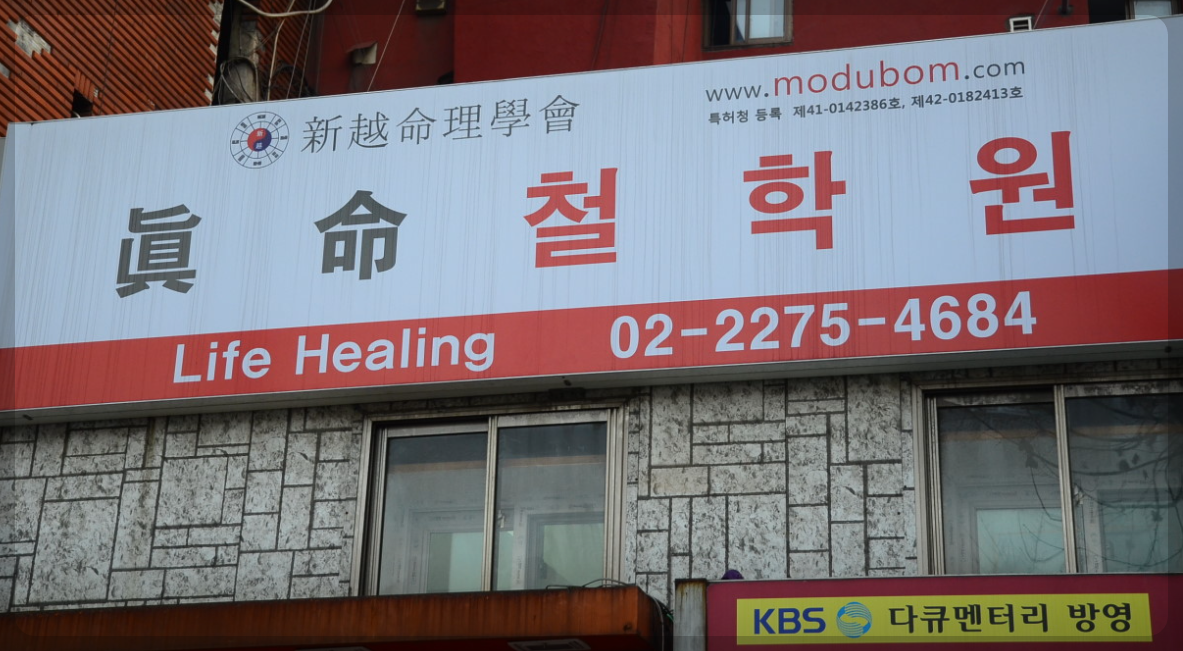 新越命理學會
www.modubom.com
특허청 등록 제41-0142386호, 제42-0182413호
眞命철학원
Life Healing 02-2275-4684
KBS 다큐멘터리 방영